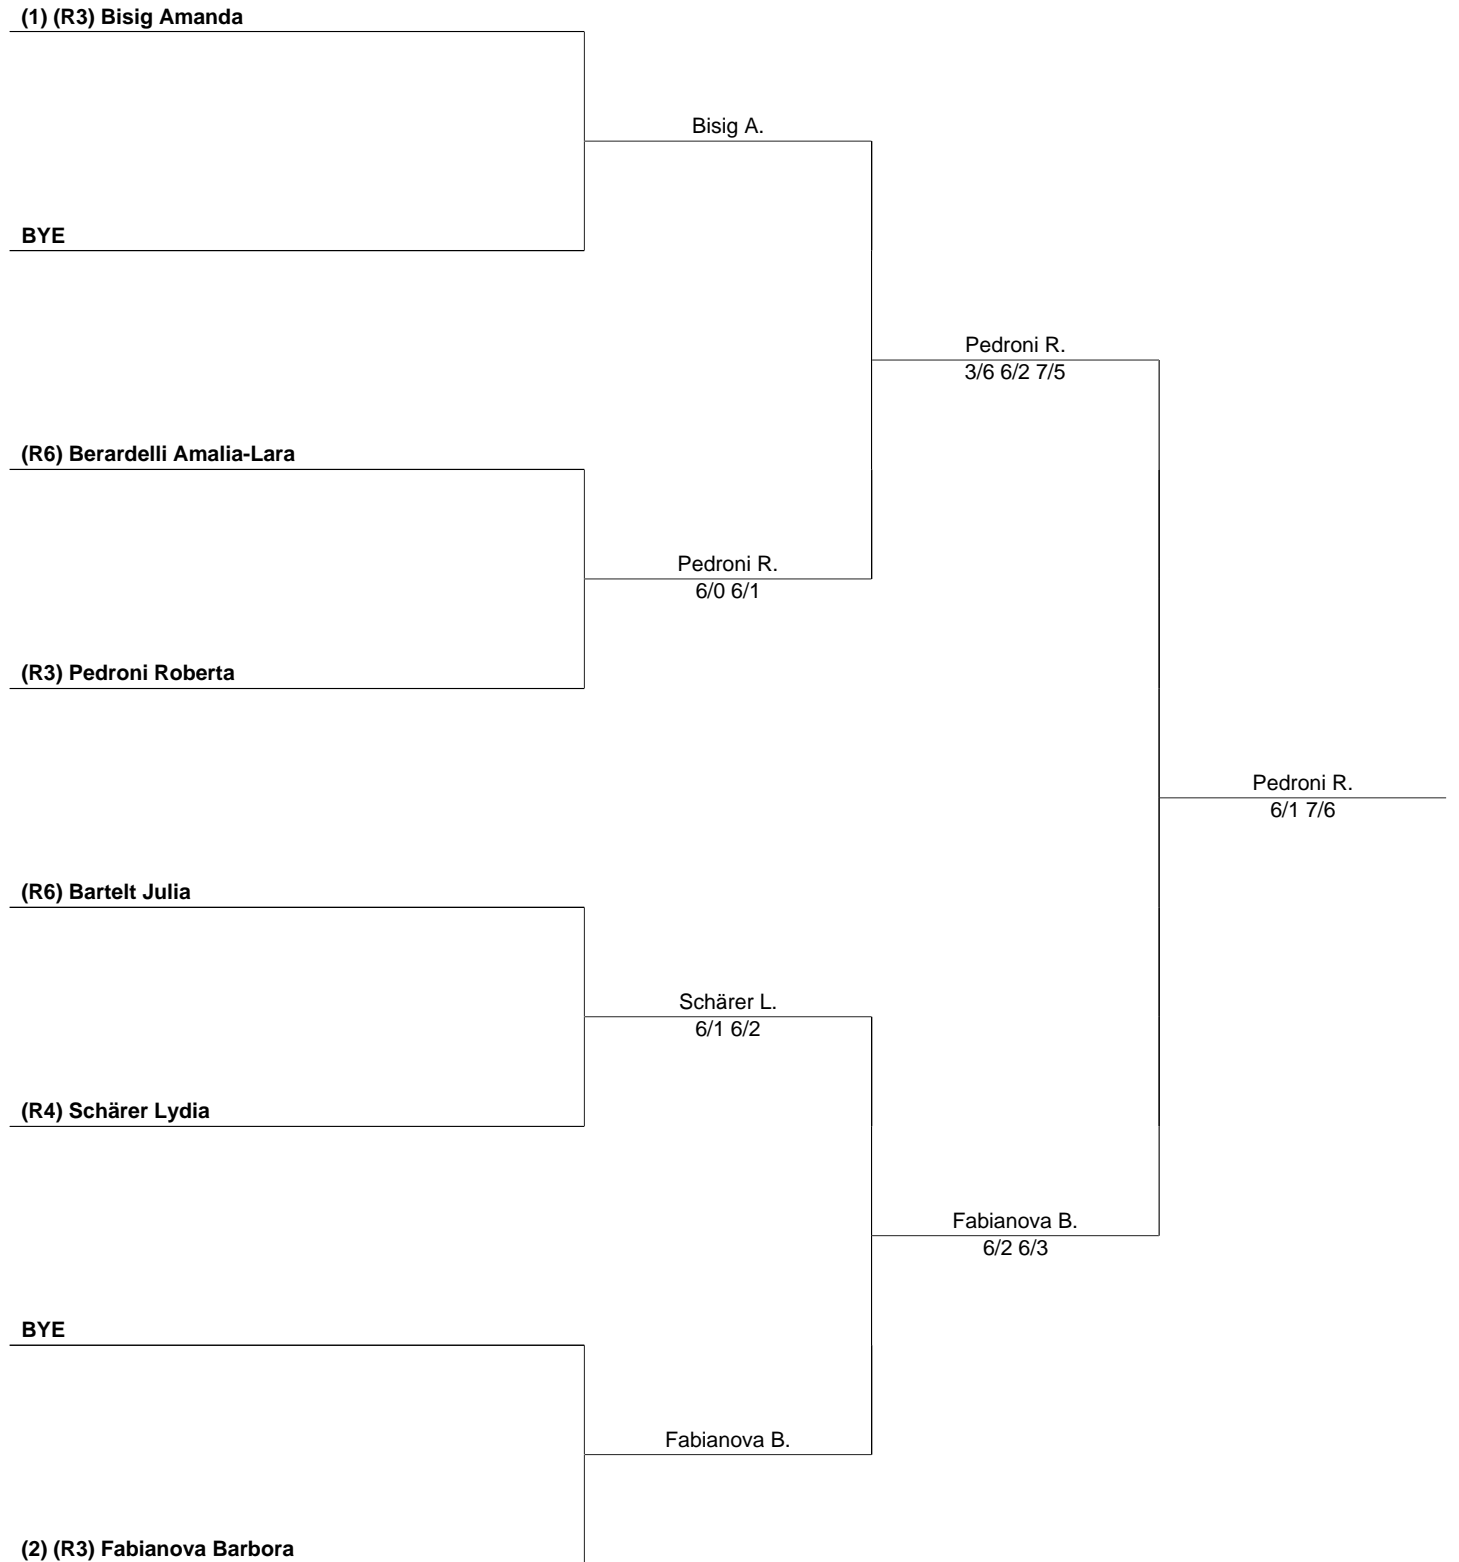 (1) (R3) Bisig Amanda
Bisig A.
BYE
Pedroni R.
3/6 6/2 7/5
(R6) Berardelli Amalia-Lara
Pedroni R.
6/0 6/1
(R3) Pedroni Roberta
Pedroni R.
6/1 7/6
(R6) Bartelt Julia
Schärer L.
6/1 6/2
(R4) Schärer Lydia
Fabianova B.
6/2 6/3
BYE
Fabianova B.
(2) (R3) Fabianova Barbora